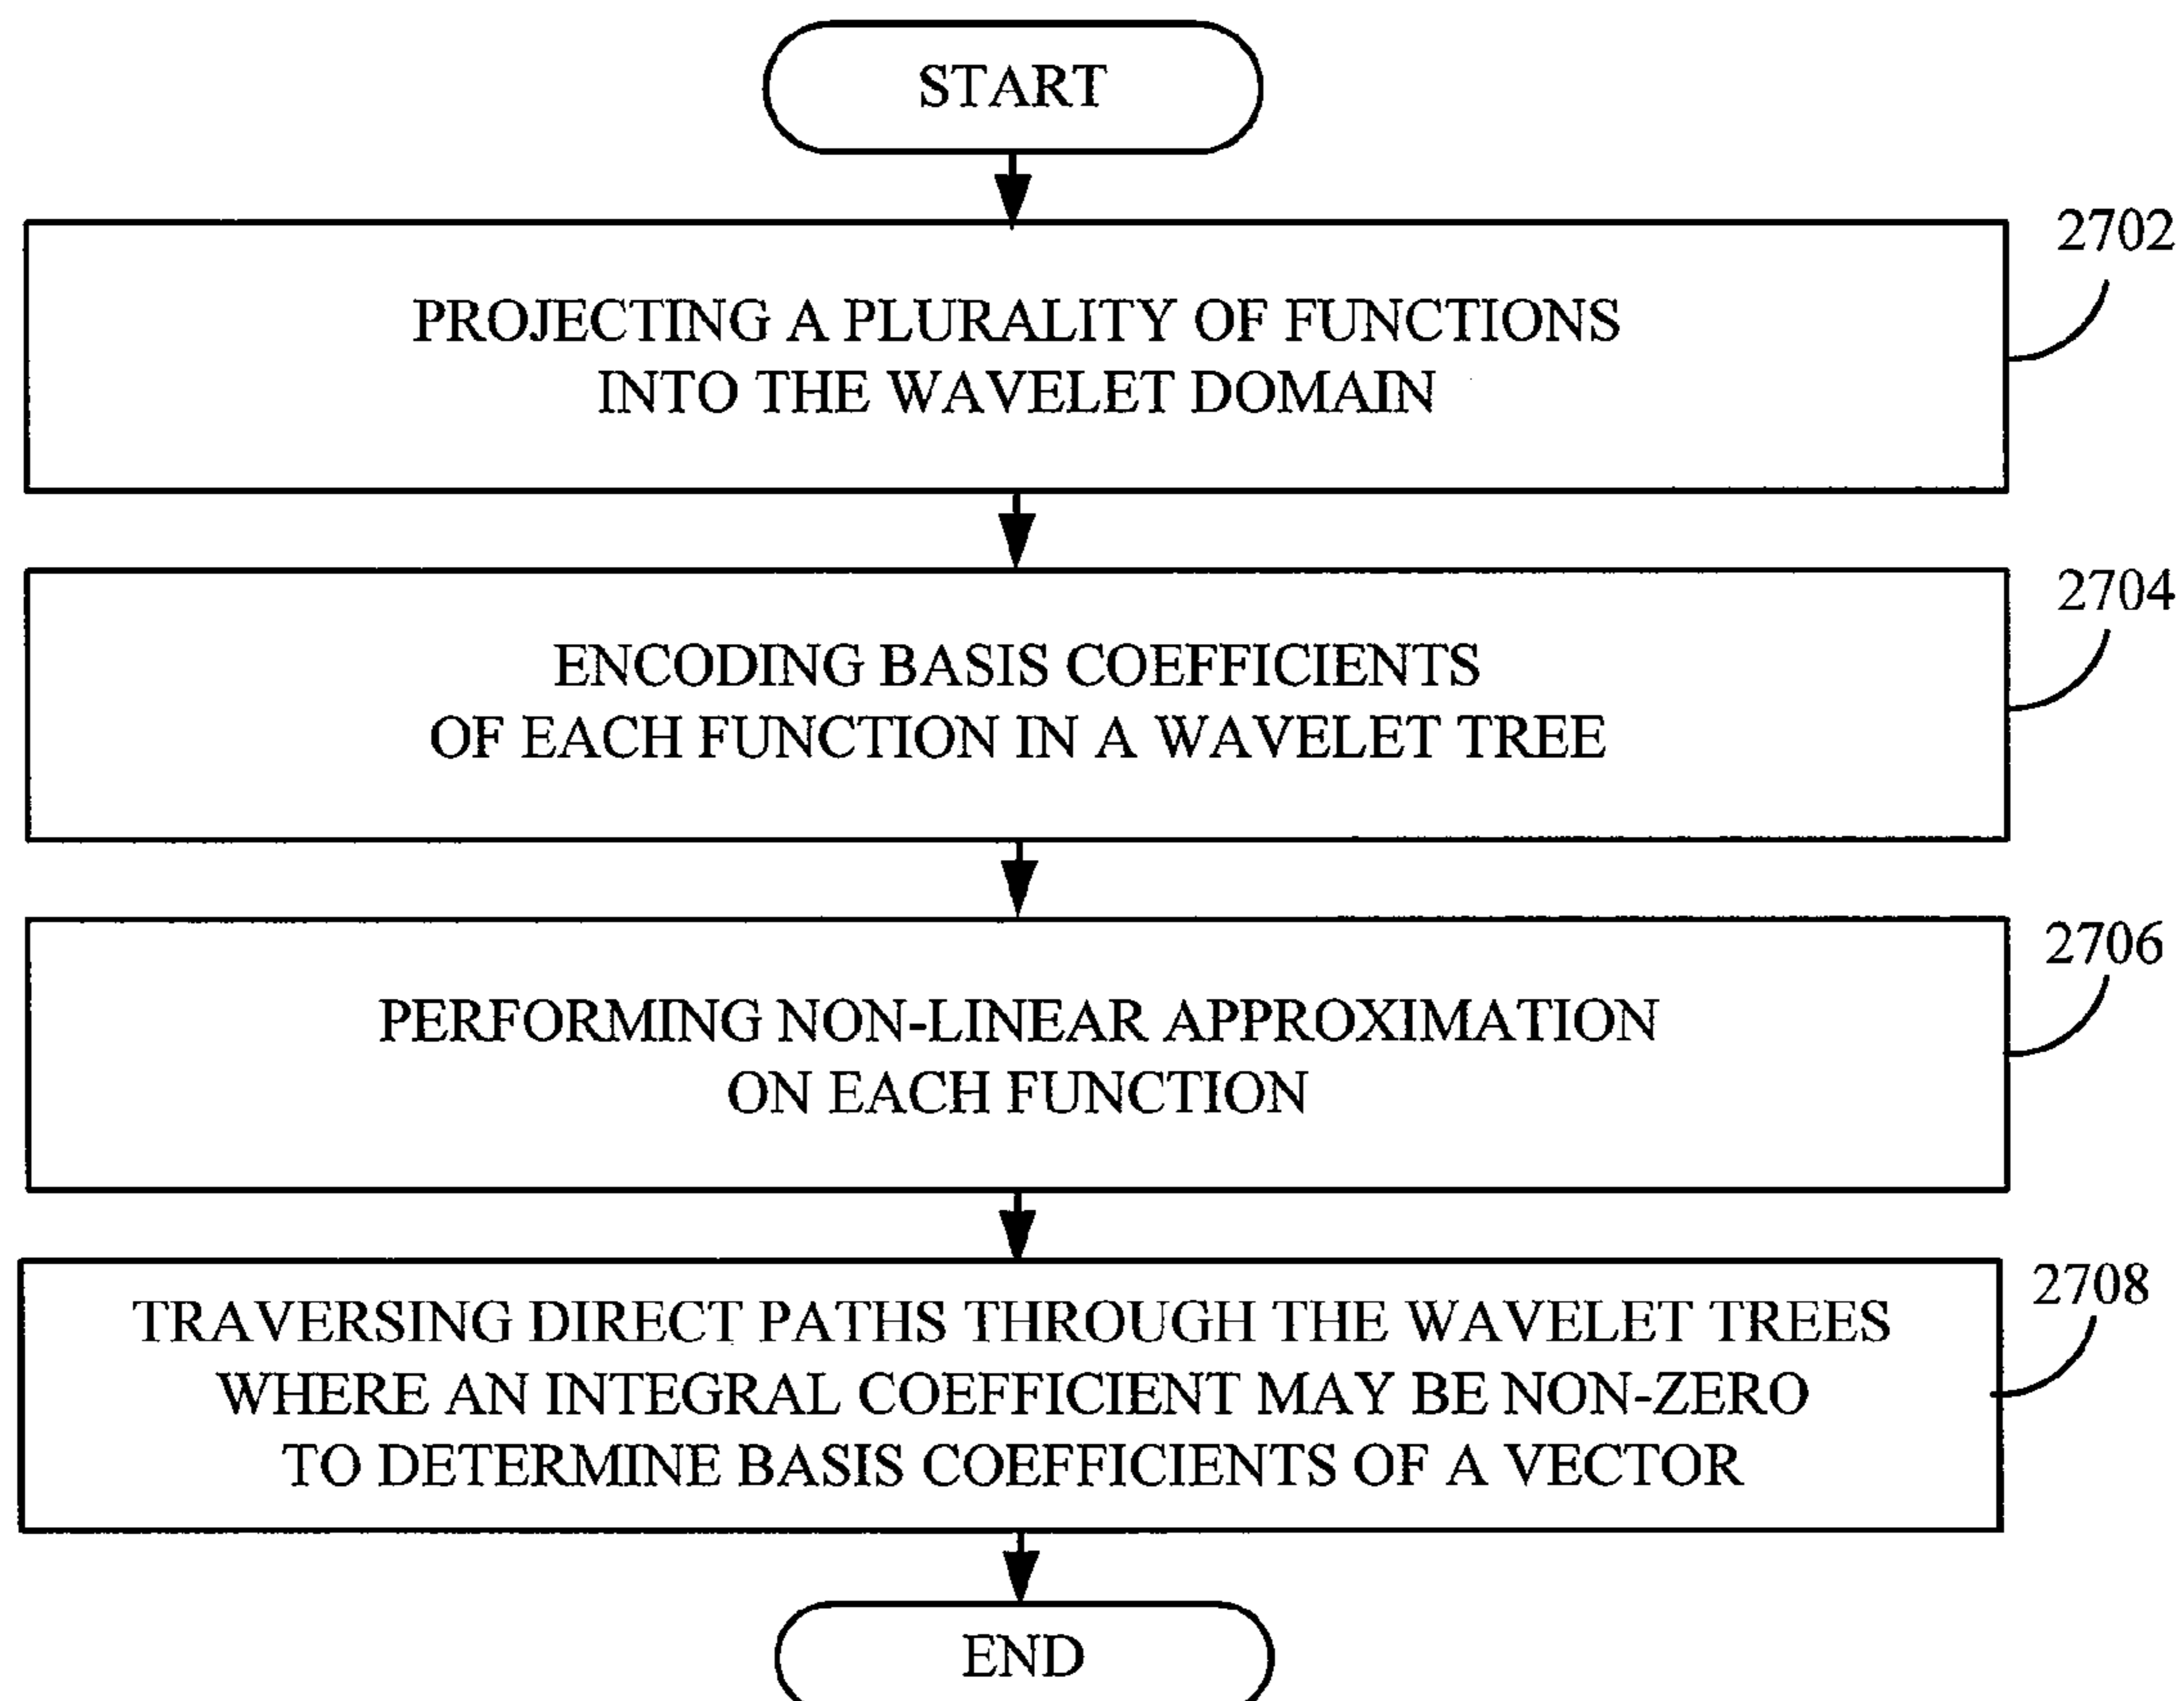 START
2702
PROJECTING A PLURALITY OF FUNCTIONS
INTO THE WAVELET DOMAIN
2704
ENCODING BASIS COEFFICIENTS
OF EACH FUNCTION IN A WAVELET TREE
2706
PERFORMING NON-LINEAR APPROXIMATION
ON EACH FUNCTION
2708
TRAVERSING DIRECT PATHS THROUGH THE WAVELET TREES
WHERE AN INTEGRAL COEFFICIENT MAY BE NON-ZERO
TO DETERMINE BASIS COEFFICIENTS OF A VECTOR
END